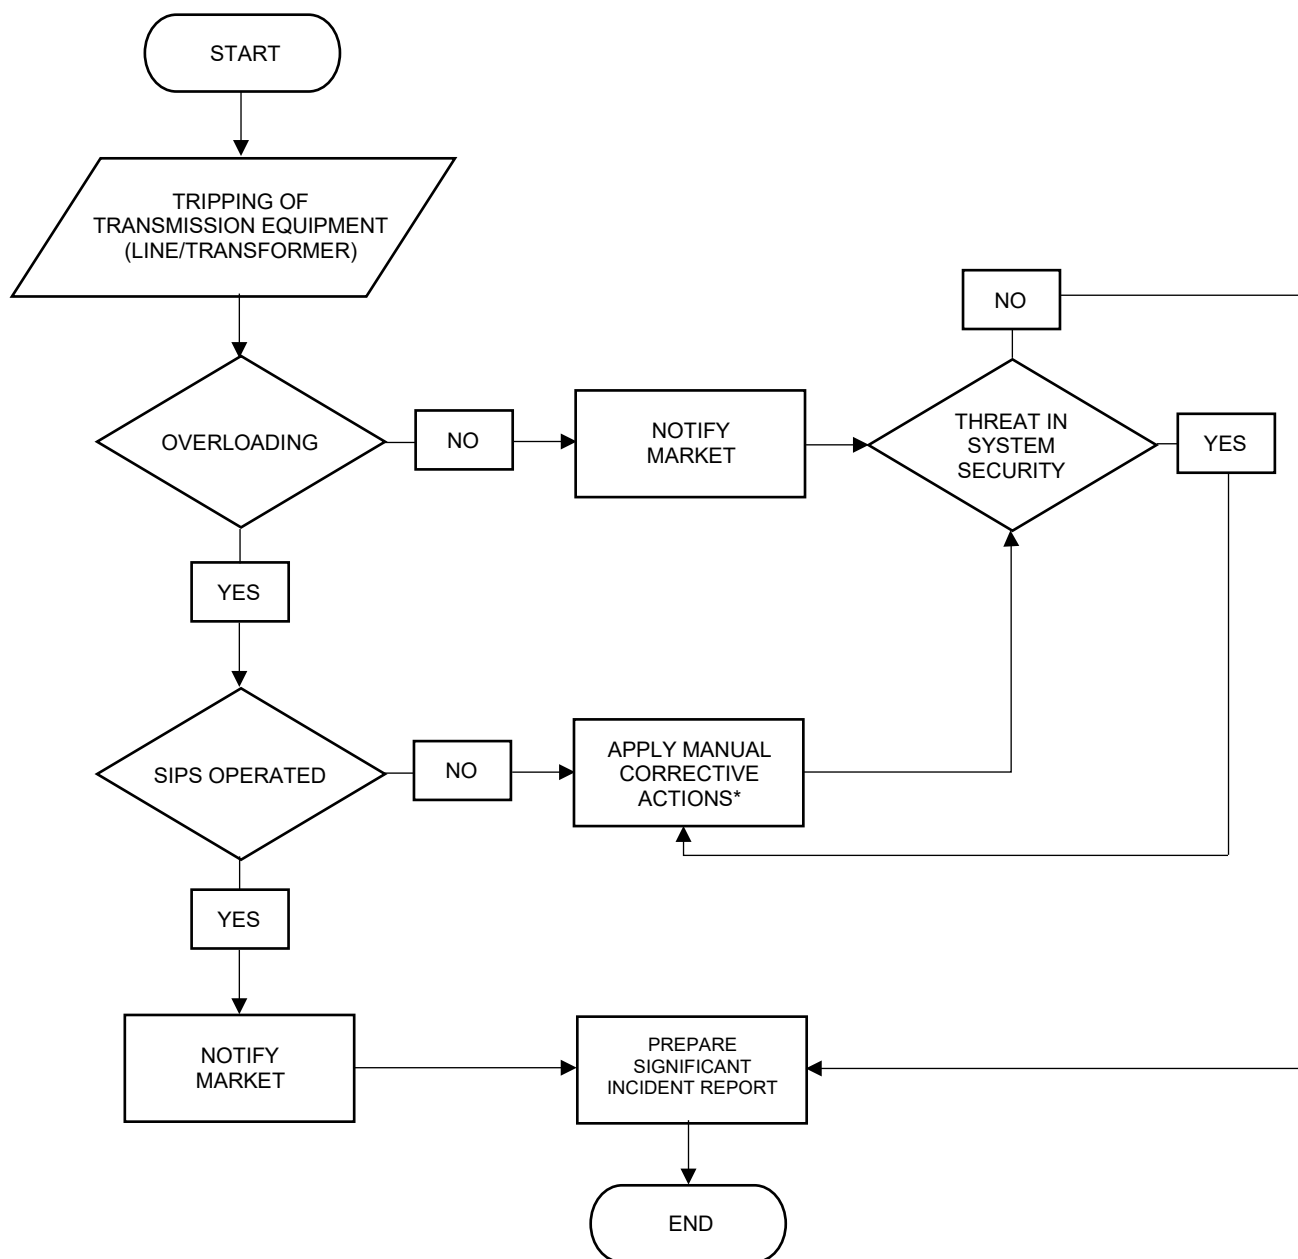 START
TRIPPING OF
TRANSMISSION EQUIPMENT
(LINE/TRANSFORMER)
NO
OVERLOADING
NO
NOTIFY
MARKET
THREAT IN
SYSTEM
SECURITY
YES
YES
SIPS OPERATED
NO
APPLY MANUAL
CORRECTIVE
ACTIONS*
YES
NOTIFY
MARKET
PREPARE
SIGNIFICANT
INCIDENT REPORT
END